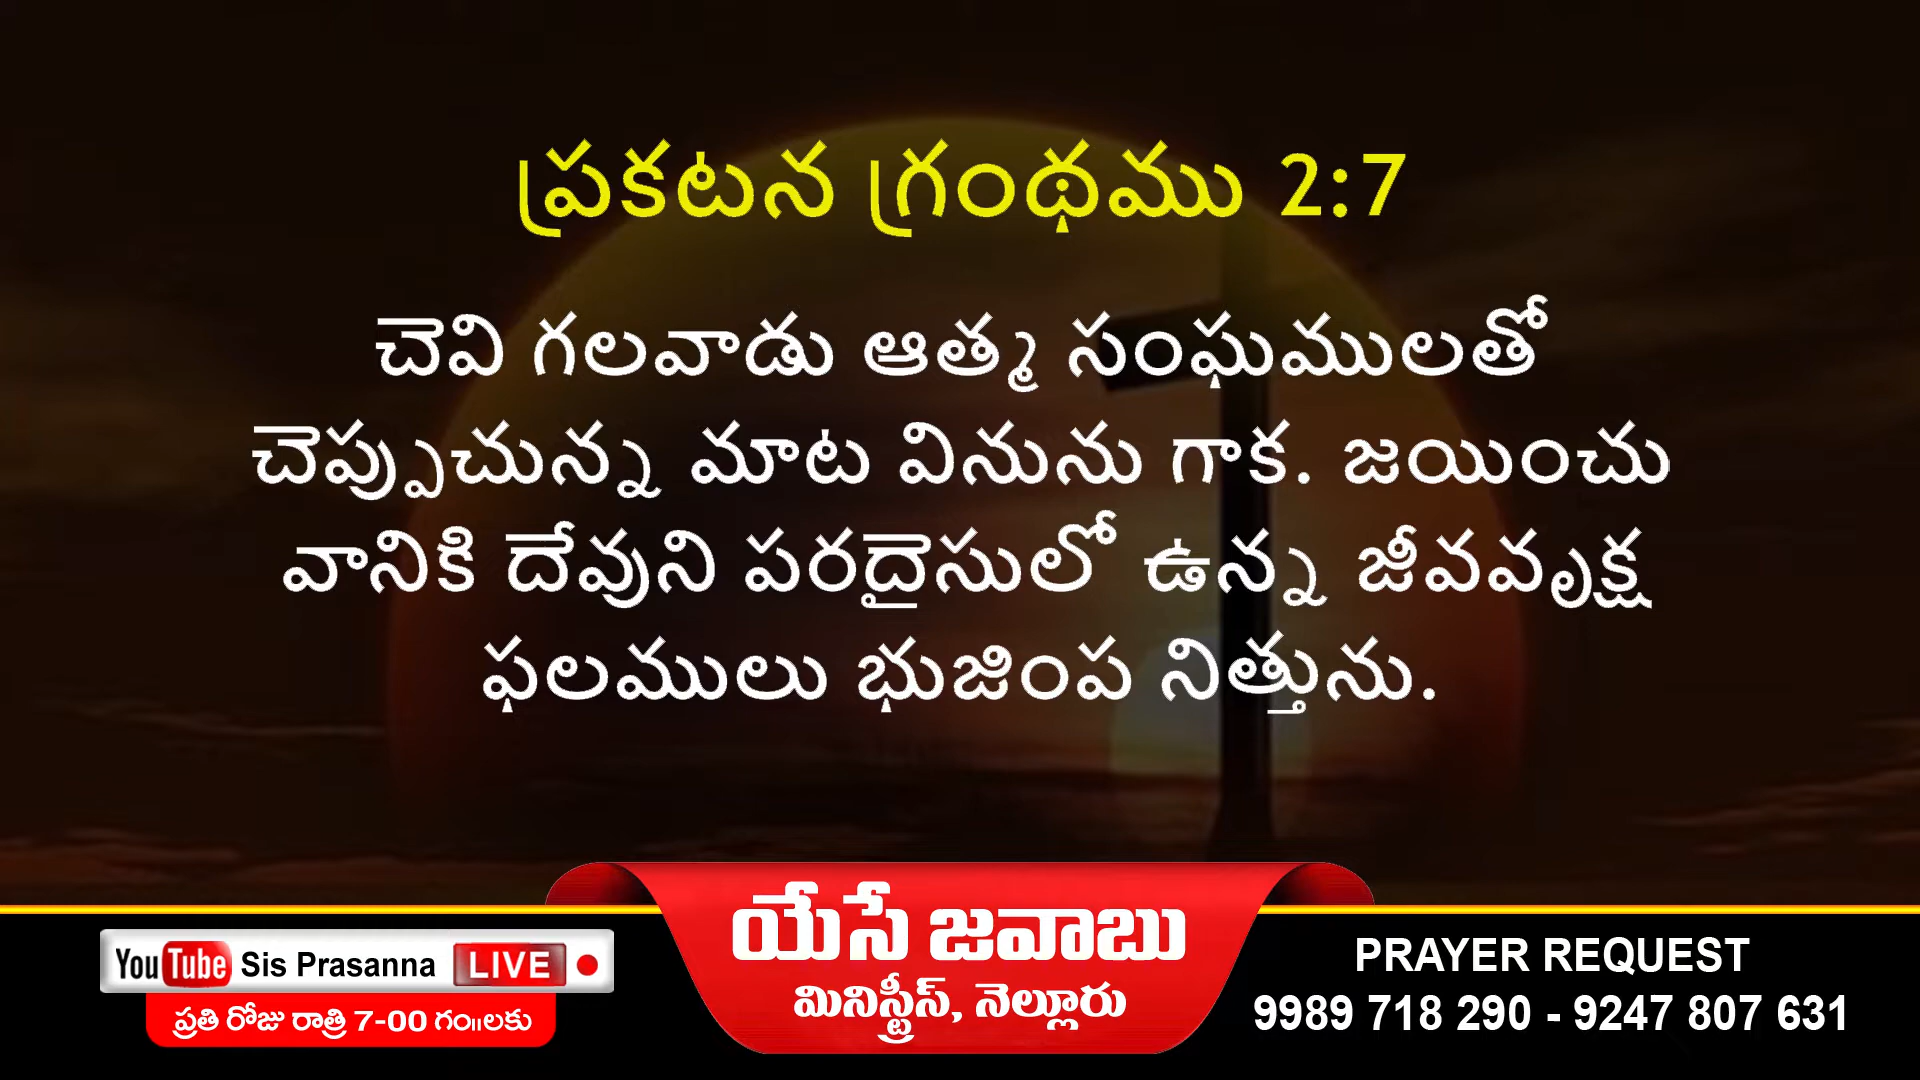 ప్రకటన గ్రంథము 2:7
చెవి గలవాడు ఆత్మ సంఘములతో
చెప్పుచున్న మాట వినును గాక. జయించు
వానికి దేవుని పరదైసులో ఉన్న జీవవృక్ష
ఫలములు భుజింప నిత్తును.
YouTube Sis Prasanna LIVE
ప్రతి రోజు రాత్రి 7-00 గం॥లకు
యేసే జవాబు
మినిస్ట్రీస్, నెల్లూరు
PRAYER REQUEST
9989 718 290 - 9247 807 631